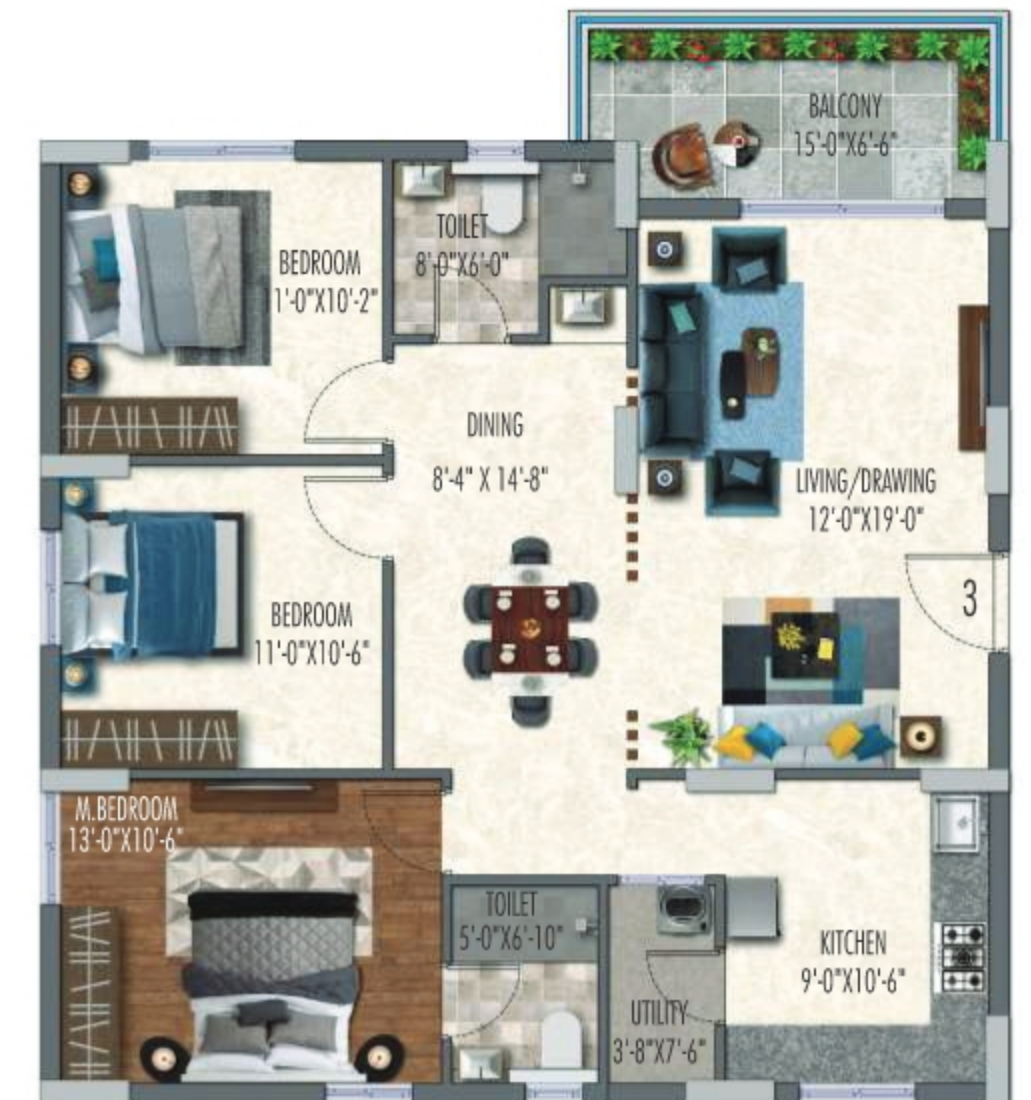 BALCONY
15'-0"X6'-6"
TOILET
8'-0"X6'-0"
BEDROOM
1'-0"X10'-2"
DINING
8'-4" X 14'-8"
LIVING/DRAWING
12'-0"X19'-0"
3
BEDROOM
11'-0"X10'-6"
M.BEDROOM
13'-0"X10'-6"
TOILET
5'-0"X6'-10"
KITCHEN
9'-0"X10'-6"
UTILITY
3'-8"X7'-6"